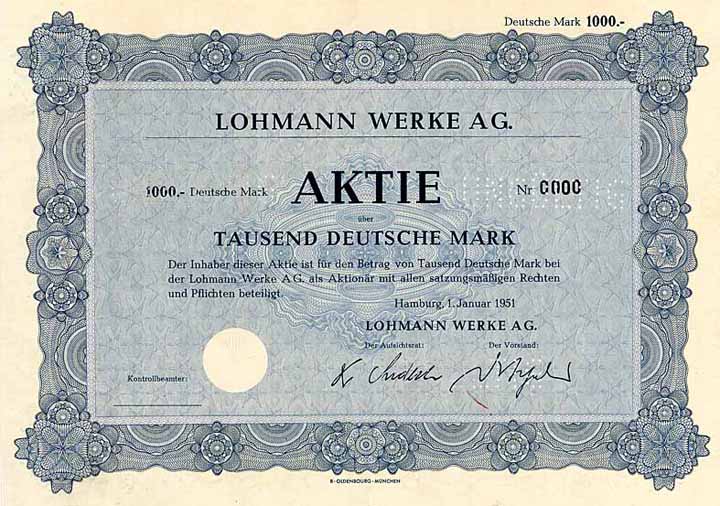 Deutsche Mark 1000.-
LOHMANN WERKE AG.
1000.- Deutsche Mark AKTIE Nr 0000
über
TAUSEND DEUTSCHE MARK
Der Inhaber dieser Aktie ist für den Betrag von Tausend Deutsche Mark bei
der Lohmann Werke AG. als Aktionär mit allen satzungsmäßigen Rechten
und Pflichten beteiligt.
Hamburg, 1. Januar 1951
LOHMANN WERKE AG.
Der Aufsichtsrat: Der Vorstand:
Kontrollbeamter:
R·OLDENBOURG·MÜNCHEN